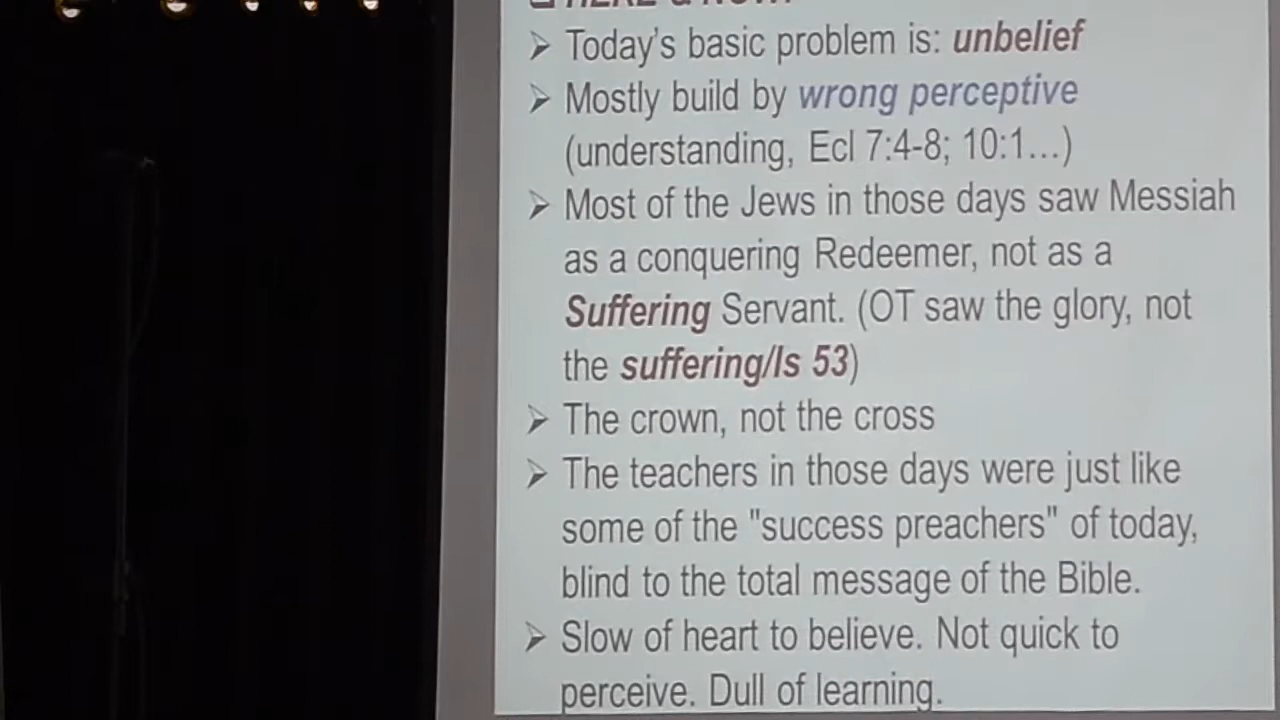 ➢ Today's basic problem is: unbelief
➢ Mostly build by wrong perceptive
(understanding, Ecl 7:4-8; 10:1...)
➢ Most of the Jews in those days saw Messiah
as a conquering Redeemer, not as a
Suffering Servant. (OT saw the glory, not
the suffering/Is 53)
➢ The crown, not the cross
➢ The teachers in those days were just like
some of the "success preachers" of today,
blind to the total message of the Bible.
➢ Slow of heart to believe. Not quick to
perceive. Dull of learning.